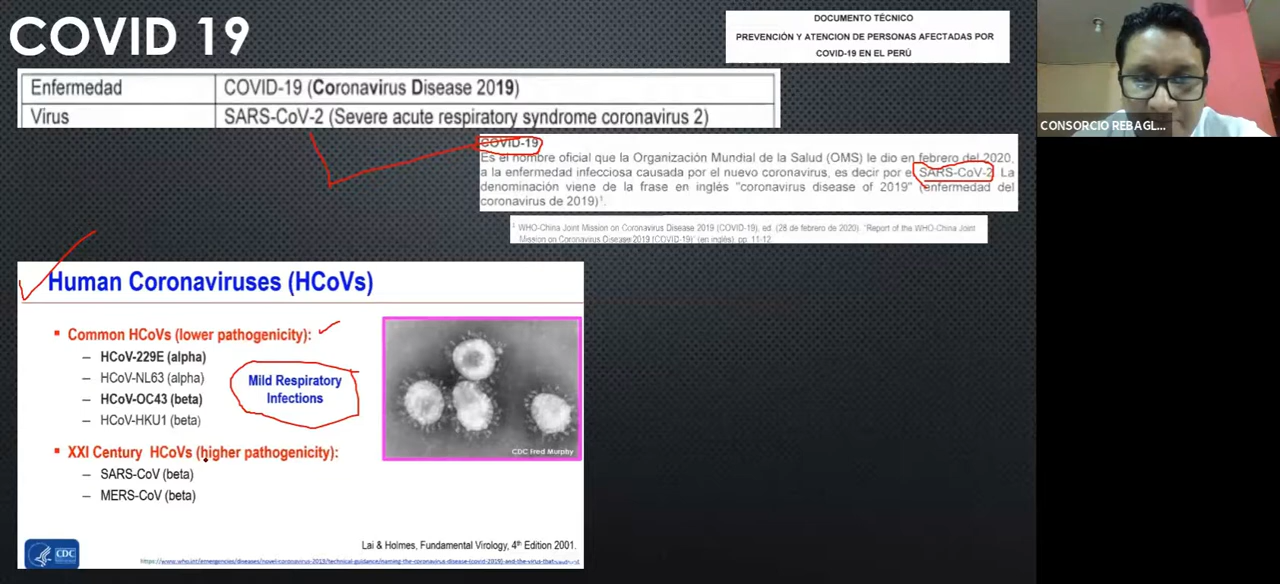 COVID 19
DOCUMENTO TÉCNICO
PREVENCIÓN Y ATENCION DE PERSONAS AFECTADAS POR
COVID-19 EN EL PERÚ
Enfermedad COVID-19 (Coronavirus Disease 2019)
Virus SARS-CoV-2 (Severe acute respiratory syndrome coronavirus 2)
COVID-19
Es el nombre oficial que la Organización Mundial de la Salud (OMS) le dio en febrero del 2020,
a la enfermedad infecciosa causada por el nuevo coronavirus, es decir por el SARS-CoV-2. La
denominación viene de la frase en inglés "coronavirus disease of 2019" (enfermedad del
coronavirus de 2019)¹.
¹ WHO-China Joint Mission on Coronavirus Disease 2019 (COVID-19), ed. (28 de febrero de 2020). "Report of the WHO-China Joint
Mission on Coronavirus Disease 2019 (COVID-19)" (en inglés). pp. 11-12.
CONSORCIO REBAGL...
Human Coronaviruses (HCoVs)
▪ Common HCoVs (lower pathogenicity):
– HCoV-229E (alpha)
– HCoV-NL63 (alpha)
– HCoV-OC43 (beta)
– HCoV-HKU1 (beta)
Mild Respiratory
Infections
▪ XXI Century HCoVs (higher pathogenicity):
– SARS-CoV (beta)
– MERS-CoV (beta)
CDC Fred Murphy
CDC
Lai & Holmes, Fundamental Virology, 4th Edition 2001.